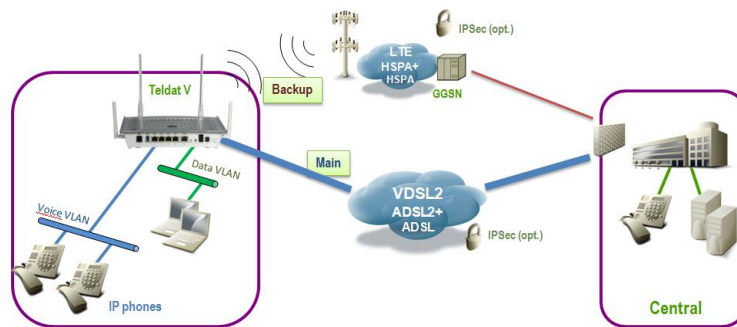 Teldat V
Backup
LTE
HSPA+
HSPA
IPSec (opt.)
GGSN
Main
Data VLAN
Voice VLAN
IP phones
VDSL2
ADSL2+
ADSL
IPSec (opt.)
Central